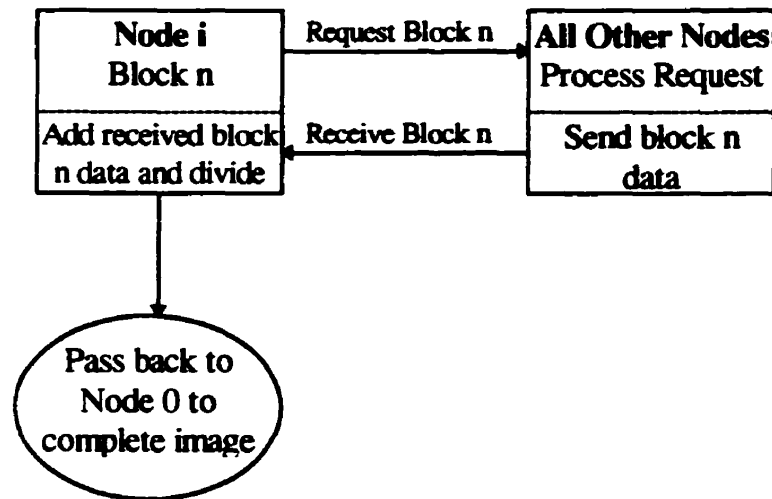 Node i
Block n
Request Block n
All Other Nodes
Process Request
Add received block
n data and divide
Receive Block n
Send block n
data
Pass back to
Node 0 to
complete image